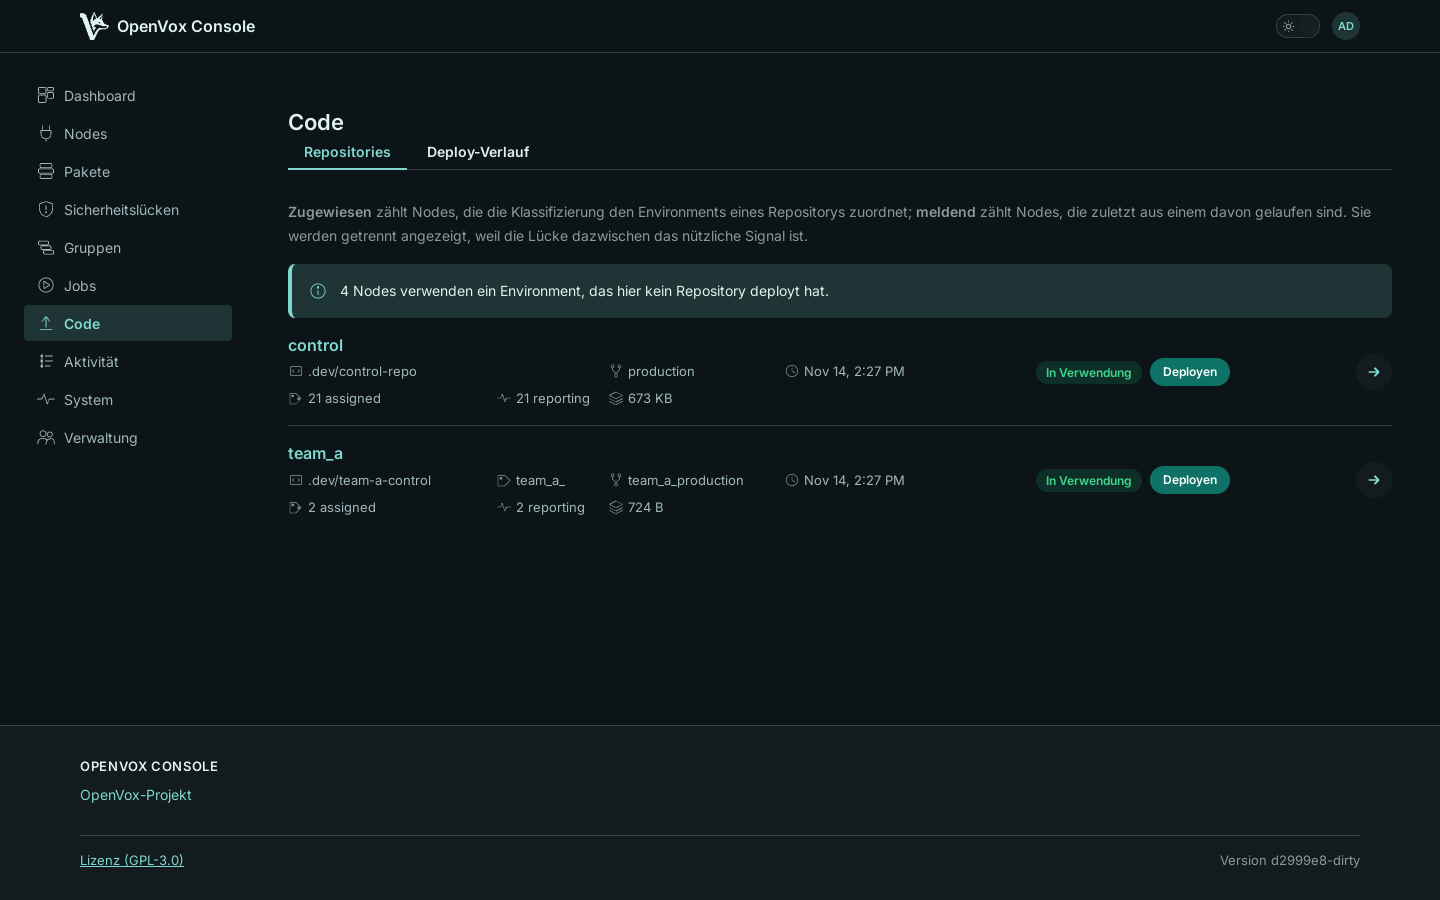 OpenVox Console
AD
Dashboard
Nodes
Pakete
Sicherheitslücken
Gruppen
Jobs
Code
Aktivität
System
Verwaltung
Code
Repositories
Deploy-Verlauf
Zugewiesen zählt Nodes, die die Klassifizierung den Environments eines Repositorys zuordnet; meldend zählt Nodes, die zuletzt aus einem davon gelaufen sind. Sie
werden getrennt angezeigt, weil die Lücke dazwischen das nützliche Signal ist.
4 Nodes verwenden ein Environment, das hier kein Repository deployt hat.
control
.dev/control-repo
production
Nov 14, 2:27 PM
In Verwendung
Deployen
21 assigned
21 reporting
673 KB
team_a
.dev/team-a-control
team_a_
team_a_production
Nov 14, 2:27 PM
In Verwendung
Deployen
2 assigned
2 reporting
724 B
OPENVOX CONSOLE
OpenVox-Projekt
Lizenz (GPL-3.0)
Version d2999e8-dirty